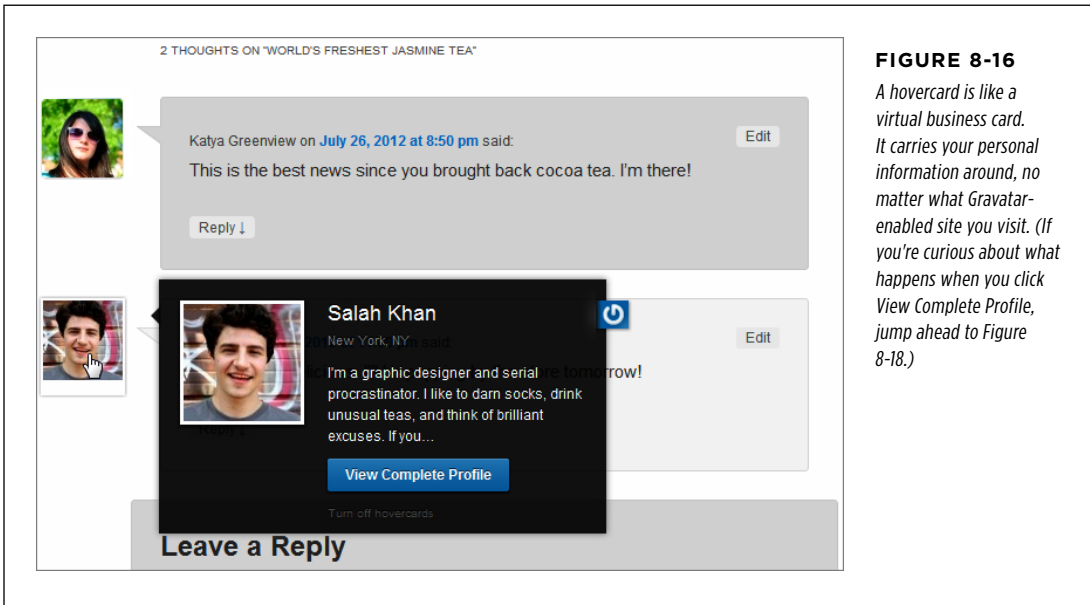 2 THOUGHTS ON "WORLD'S FRESHEST JASMINE TEA"
Katya Greenview on July 26, 2012 at 8:50 pm said:
Edit
This is the best news since you brought back cocoa tea. I'm there!
Reply ↓
Salah Khan
New York, NY
said:
Edit
I'm a graphic designer and serial
tomorrow!
procrastinator. I like to darn socks, drink
unusual teas, and think of brilliant
excuses. If you...
Reply ↓
View Complete Profile
Turn off hovercards
Leave a Reply
FIGURE 8-16
A hovercard is like a
virtual business card.
It carries your personal
information around, no
matter what Gravatar-
enabled site you visit. (If
you're curious about what
happens when you click
View Complete Profile,
jump ahead to Figure
8-18.)